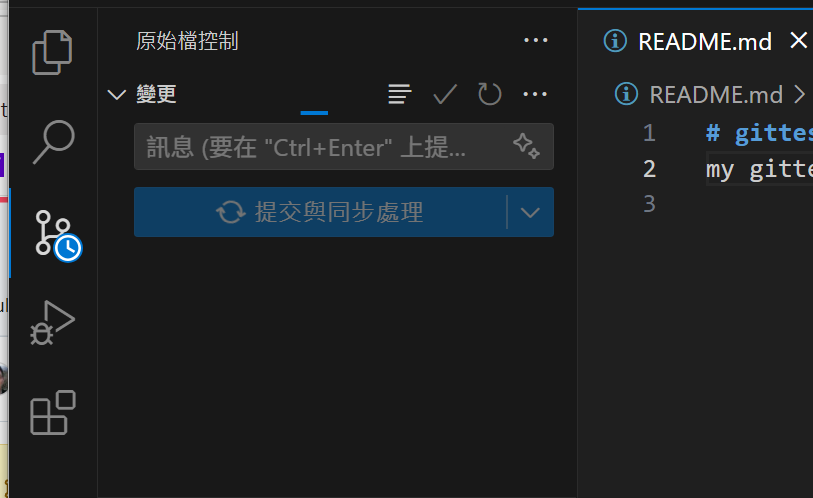 原始檔控制
變更
訊息 (要在 "Ctrl+Enter" 上提...
提交與同步處理
README.md
README.md
1 # gittes
2 my gitte
3